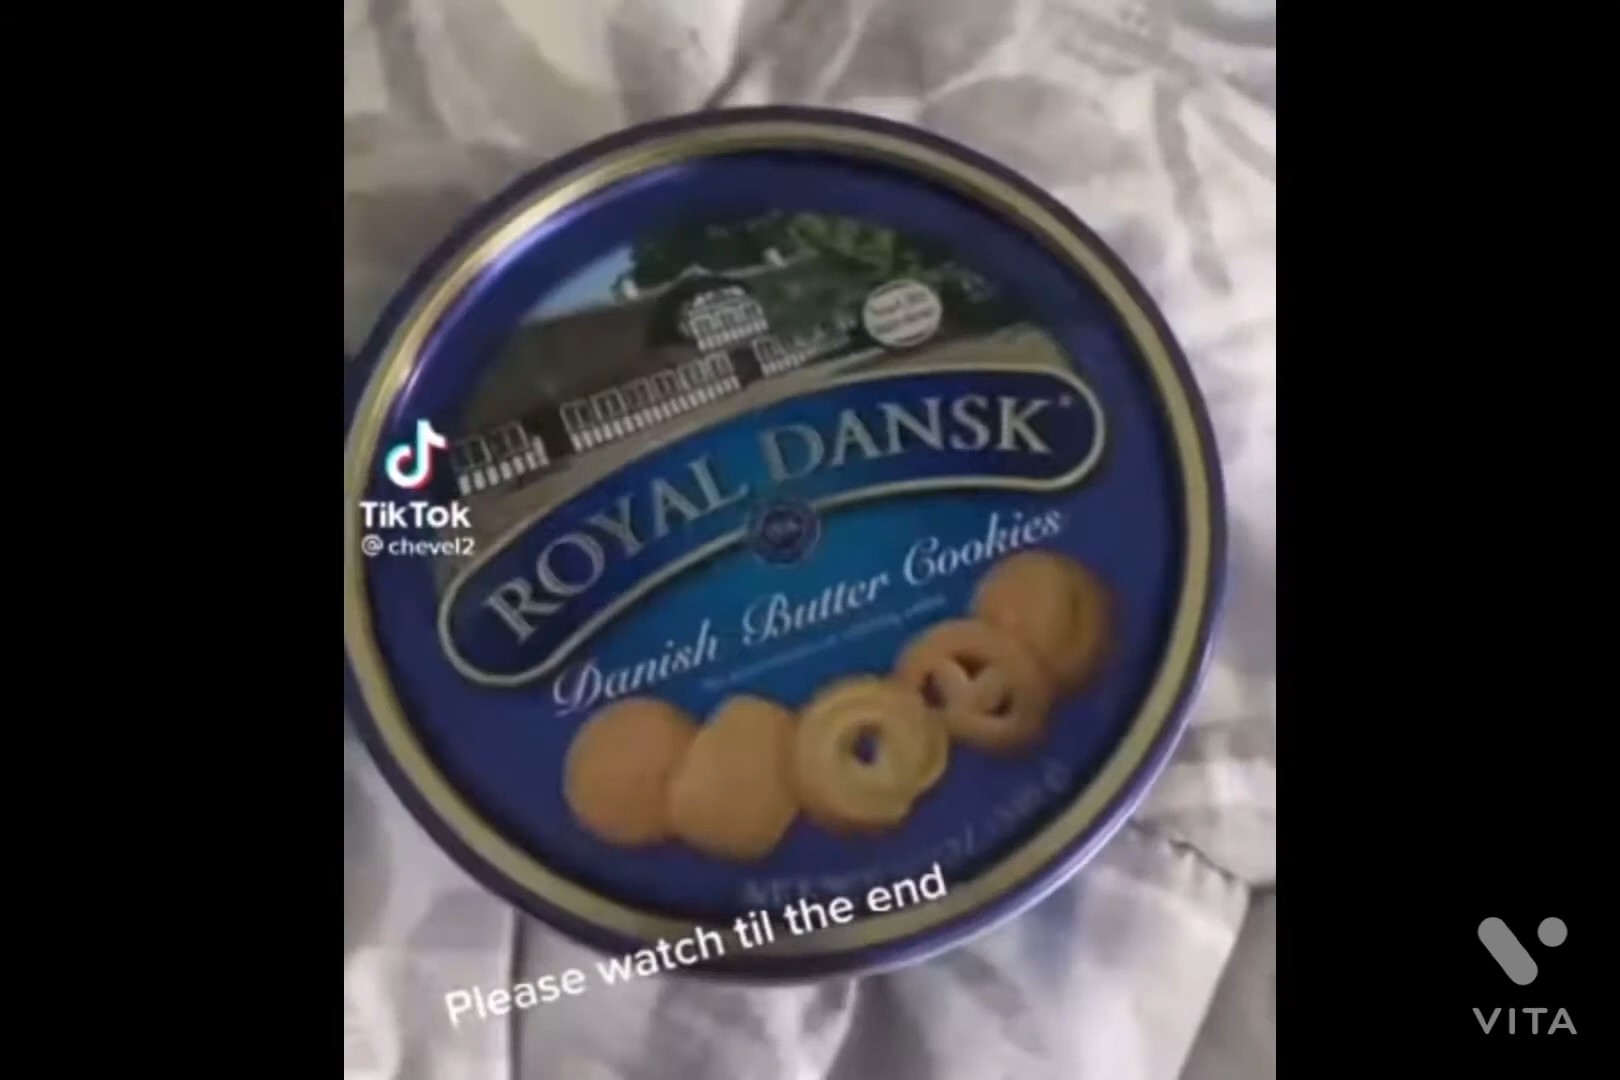 ROYAL DANSK
Danish Butter Cookies
TikTok
@chevel2
Please watch til the end
VITA